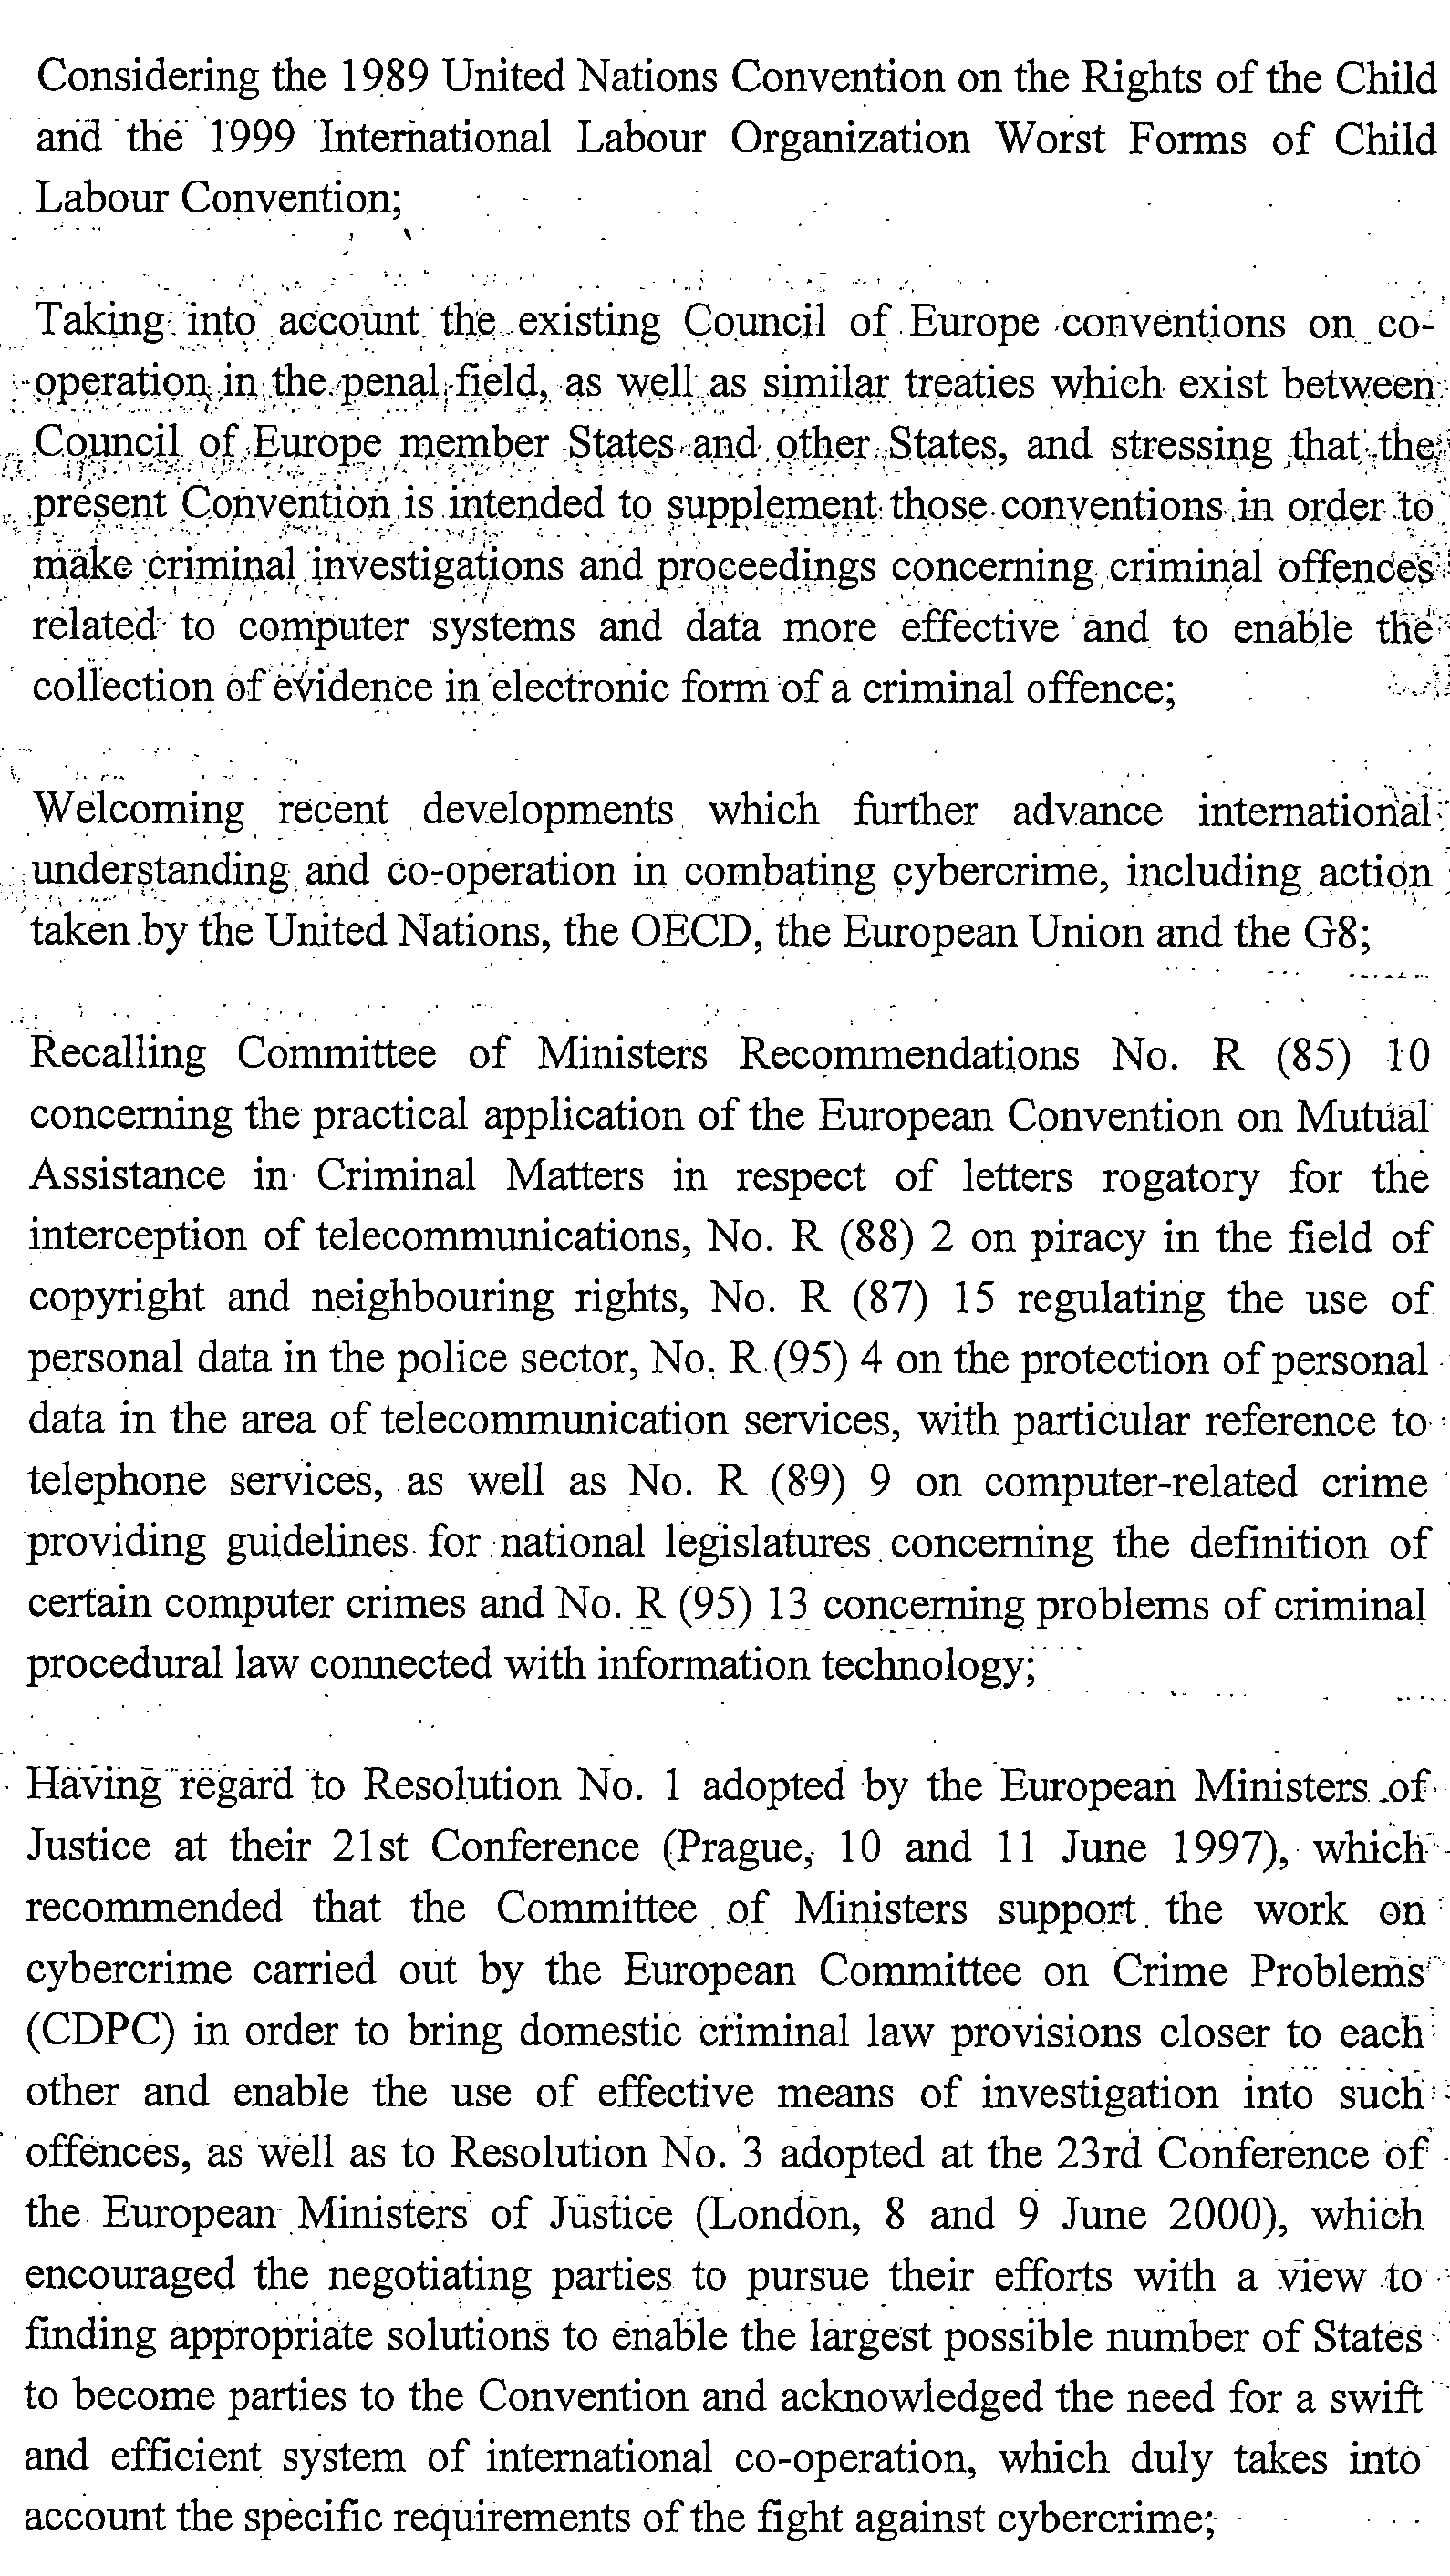 Considering the 1989 United Nations Convention on the Rights of the Child
and the 1999 International Labour Organization Worst Forms of Child
Labour Convention;
Taking into account the existing Council of Europe conventions on co-
operation in the penal field, as well as similar treaties which exist between
Council of Europe member States and other States, and stressing that the
present Convention is intended to supplement those conventions in order to
make criminal investigations and proceedings concerning criminal offences
related to computer systems and data more effective and to enable the
collection of evidence in electronic form of a criminal offence;
Welcoming recent developments which further advance international
understanding and co-operation in combating cybercrime, including action
taken by the United Nations, the OECD, the European Union and the G8;
Recalling Committee of Ministers Recommendations No. R (85) 10
concerning the practical application of the European Convention on Mutual
Assistance in Criminal Matters in respect of letters rogatory for the
interception of telecommunications, No. R (88) 2 on piracy in the field of
copyright and neighbouring rights, No. R (87) 15 regulating the use of
personal data in the police sector, No. R (95) 4 on the protection of personal
data in the area of telecommunication services, with particular reference to
telephone services, as well as No. R (89) 9 on computer-related crime
providing guidelines for national legislatures concerning the definition of
certain computer crimes and No. R (95) 13 concerning problems of criminal
procedural law connected with information technology;
Having regard to Resolution No. 1 adopted by the European Ministers of
Justice at their 21st Conference (Prague, 10 and 11 June 1997), which
recommended that the Committee of Ministers support the work on
cybercrime carried out by the European Committee on Crime Problems
(CDPC) in order to bring domestic criminal law provisions closer to each
other and enable the use of effective means of investigation into such
offences, as well as to Resolution No. 3 adopted at the 23rd Conference of
the European Ministers of Justice (London, 8 and 9 June 2000), which
encouraged the negotiating parties to pursue their efforts with a view to
finding appropriate solutions to enable the largest possible number of States
to become parties to the Convention and acknowledged the need for a swift
and efficient system of international co-operation, which duly takes into
account the specific requirements of the fight against cybercrime;